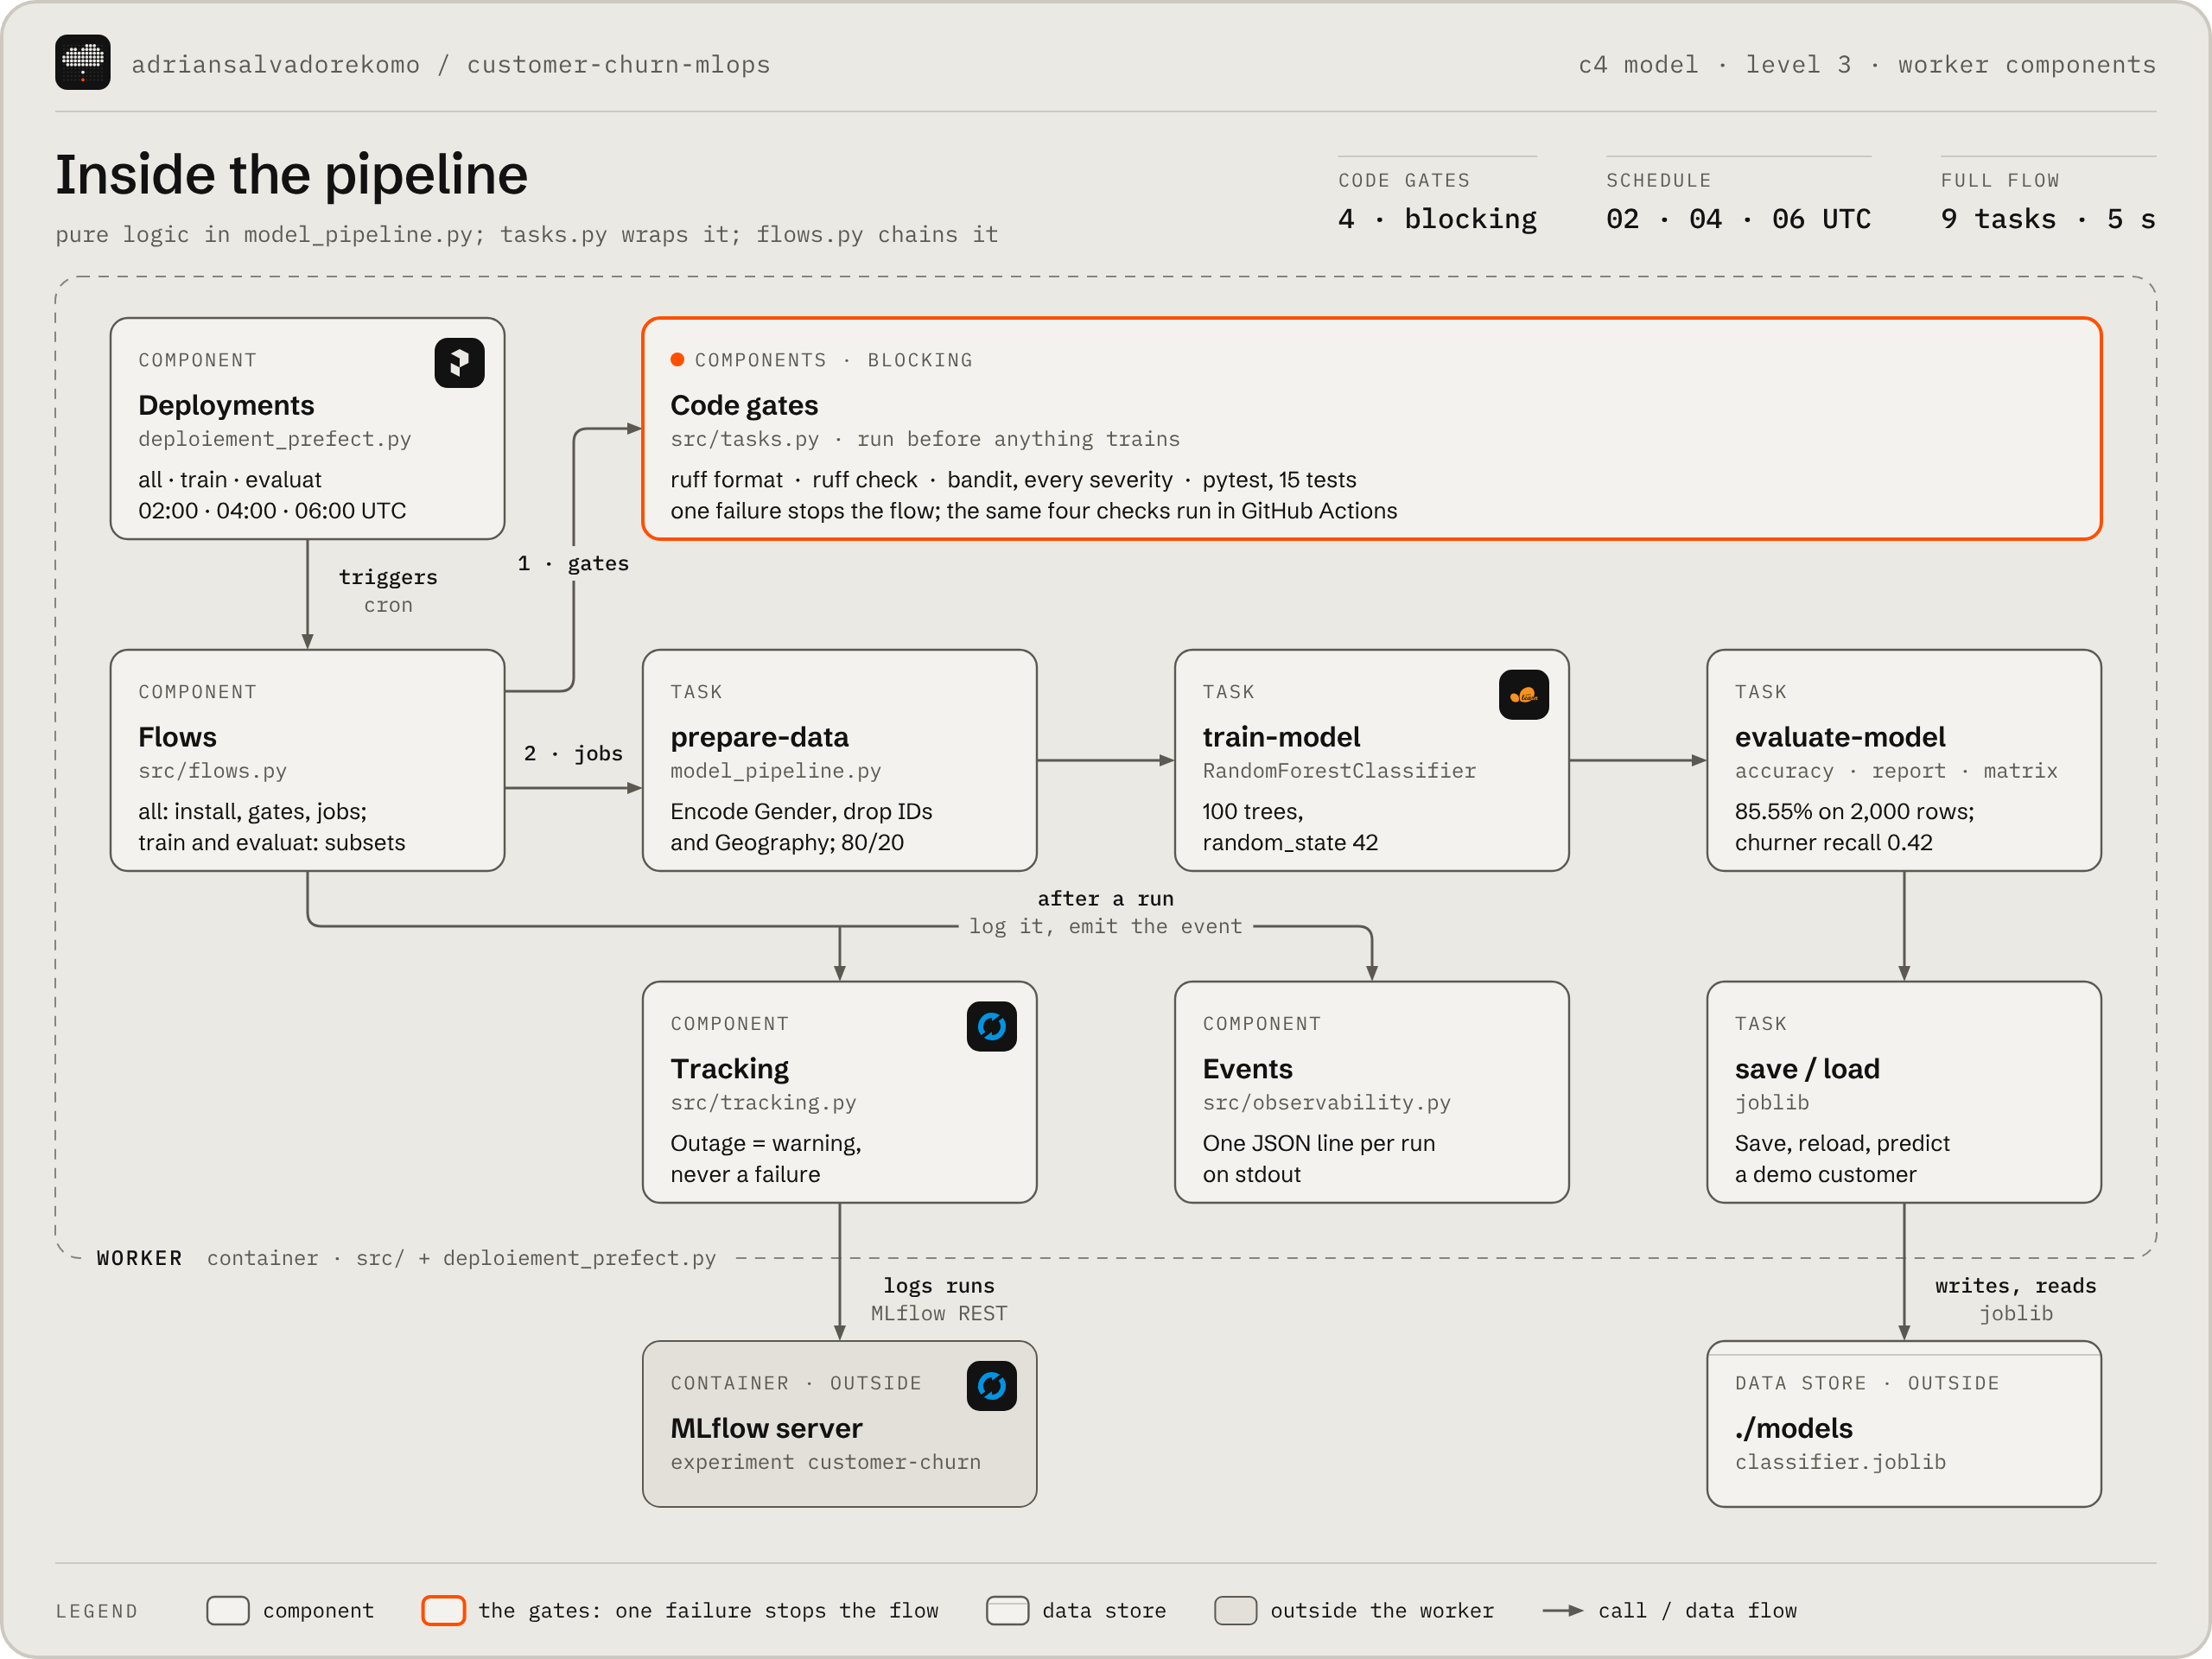 adriansalvadorekomo / customer-churn-mlops
c4 model · level 3 · worker components
Inside the pipeline
pure logic in model_pipeline.py; tasks.py wraps it; flows.py chains it
CODE GATES
4 · blocking
SCHEDULE
02 · 04 · 06 UTC
FULL FLOW
9 tasks · 5 s
COMPONENT
Deployments
deploiement_prefect.py
all · train · evaluat
02:00 · 04:00 · 06:00 UTC
COMPONENTS · BLOCKING
Code gates
src/tasks.py · run before anything trains
ruff format · ruff check · bandit, every severity · pytest, 15 tests
one failure stops the flow; the same four checks run in GitHub Actions
triggers
cron
1 · gates
COMPONENT
Flows
src/flows.py
all: install, gates, jobs;
train and evaluat: subsets
2 · jobs
TASK
prepare-data
model_pipeline.py
Encode Gender, drop IDs
and Geography; 80/20
TASK
train-model
RandomForestClassifier
100 trees,
random_state 42
TASK
evaluate-model
accuracy · report · matrix
85.55% on 2,000 rows;
churner recall 0.42
after a run
log it, emit the event
COMPONENT
Tracking
src/tracking.py
Outage = warning,
never a failure
COMPONENT
Events
src/observability.py
One JSON line per run
on stdout
TASK
save / load
joblib
Save, reload, predict
a demo customer
WORKER container · src/ + deploiement_prefect.py
logs runs
MLflow REST
writes, reads
joblib
CONTAINER · OUTSIDE
MLflow server
experiment customer-churn
DATA STORE · OUTSIDE
./models
classifier.joblib
LEGEND
component
the gates: one failure stops the flow
data store
outside the worker
call / data flow